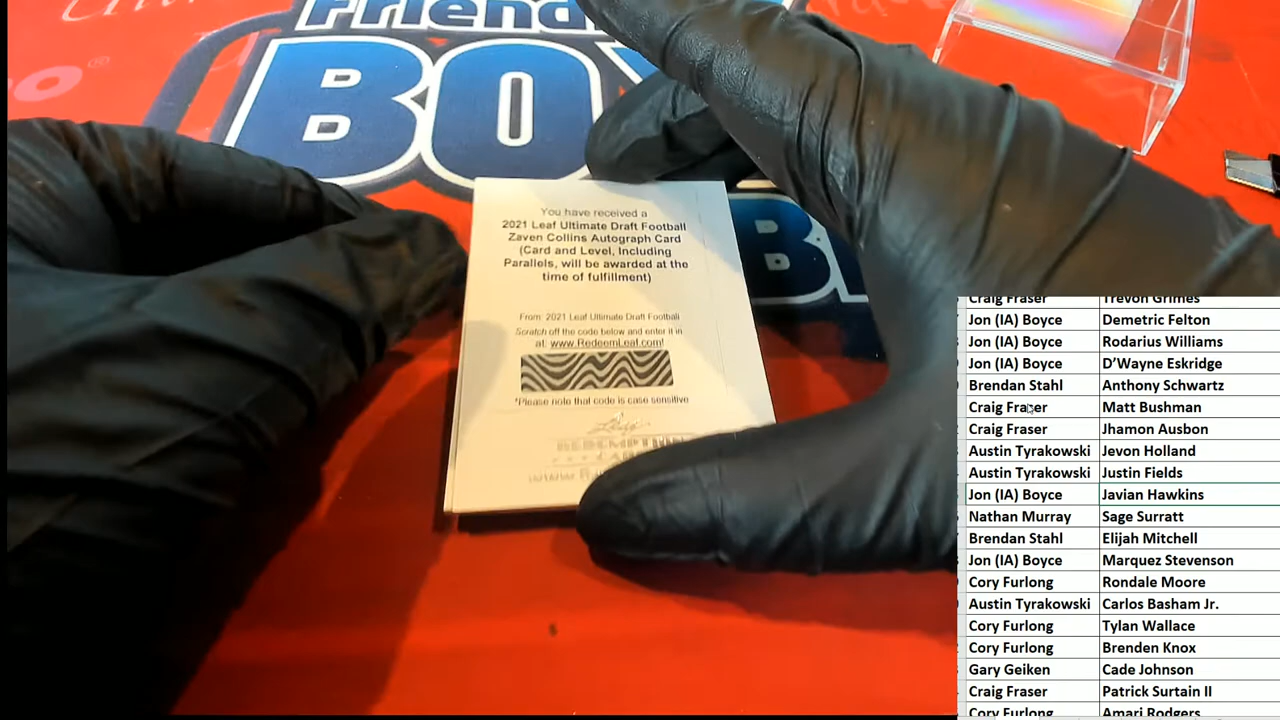 Friend
BO
B
You have received a
2021 Leaf Ultimate Draft Football
Zaven Collins Autograph Card
(Card and Level, Including
Parallels, will be awarded at the
time of fulfillment)
From: 2021 Leaf Ultimate Draft Football
Scratch off the code below and enter it in
at: www.RedeemLeaf.com!
*Please note that code is case sensitive
Leaf
REDEMPTION
Craig Fraser Trevon Grimes
Jon (IA) Boyce Demetric Felton
Jon (IA) Boyce Rodarius Williams
Jon (IA) Boyce D'Wayne Eskridge
Brendan Stahl Anthony Schwartz
Craig Fraser Matt Bushman
Craig Fraser Jhamon Ausbon
Austin Tyrakowski Jevon Holland
Austin Tyrakowski Justin Fields
Jon (IA) Boyce Javian Hawkins
Nathan Murray Sage Surratt
Brendan Stahl Elijah Mitchell
Jon (IA) Boyce Marquez Stevenson
Cory Furlong Rondale Moore
Austin Tyrakowski Carlos Basham Jr.
Cory Furlong Tylan Wallace
Cory Furlong Brenden Knox
Gary Geiken Cade Johnson
Craig Fraser Patrick Surtain II
Cory Furlong Amari Rodgers